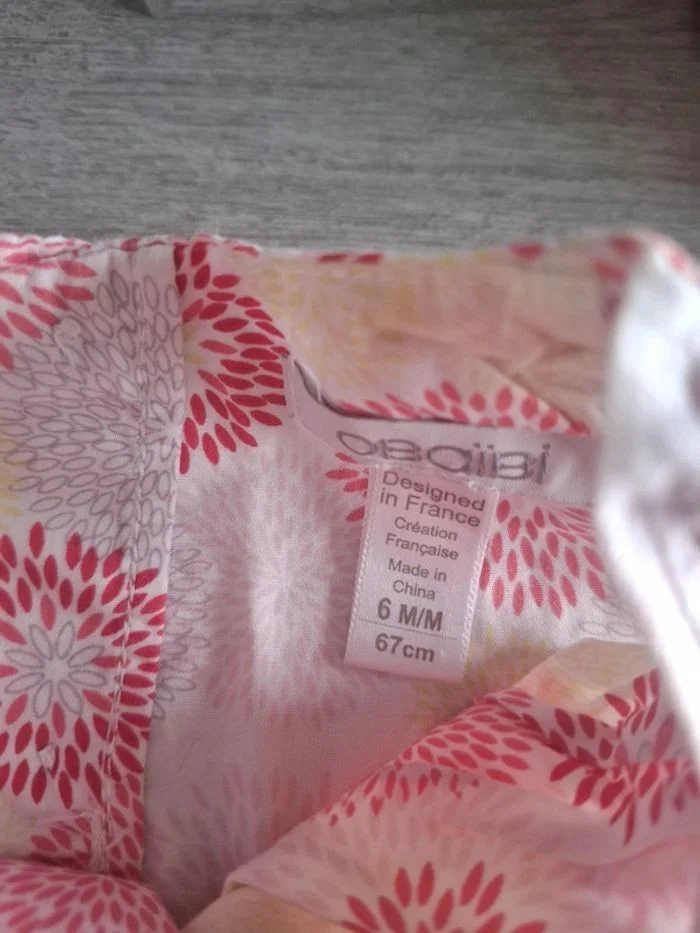 OBAIBI
Designed
in France
Création
Française
Made in
China
6 M/M
67cm